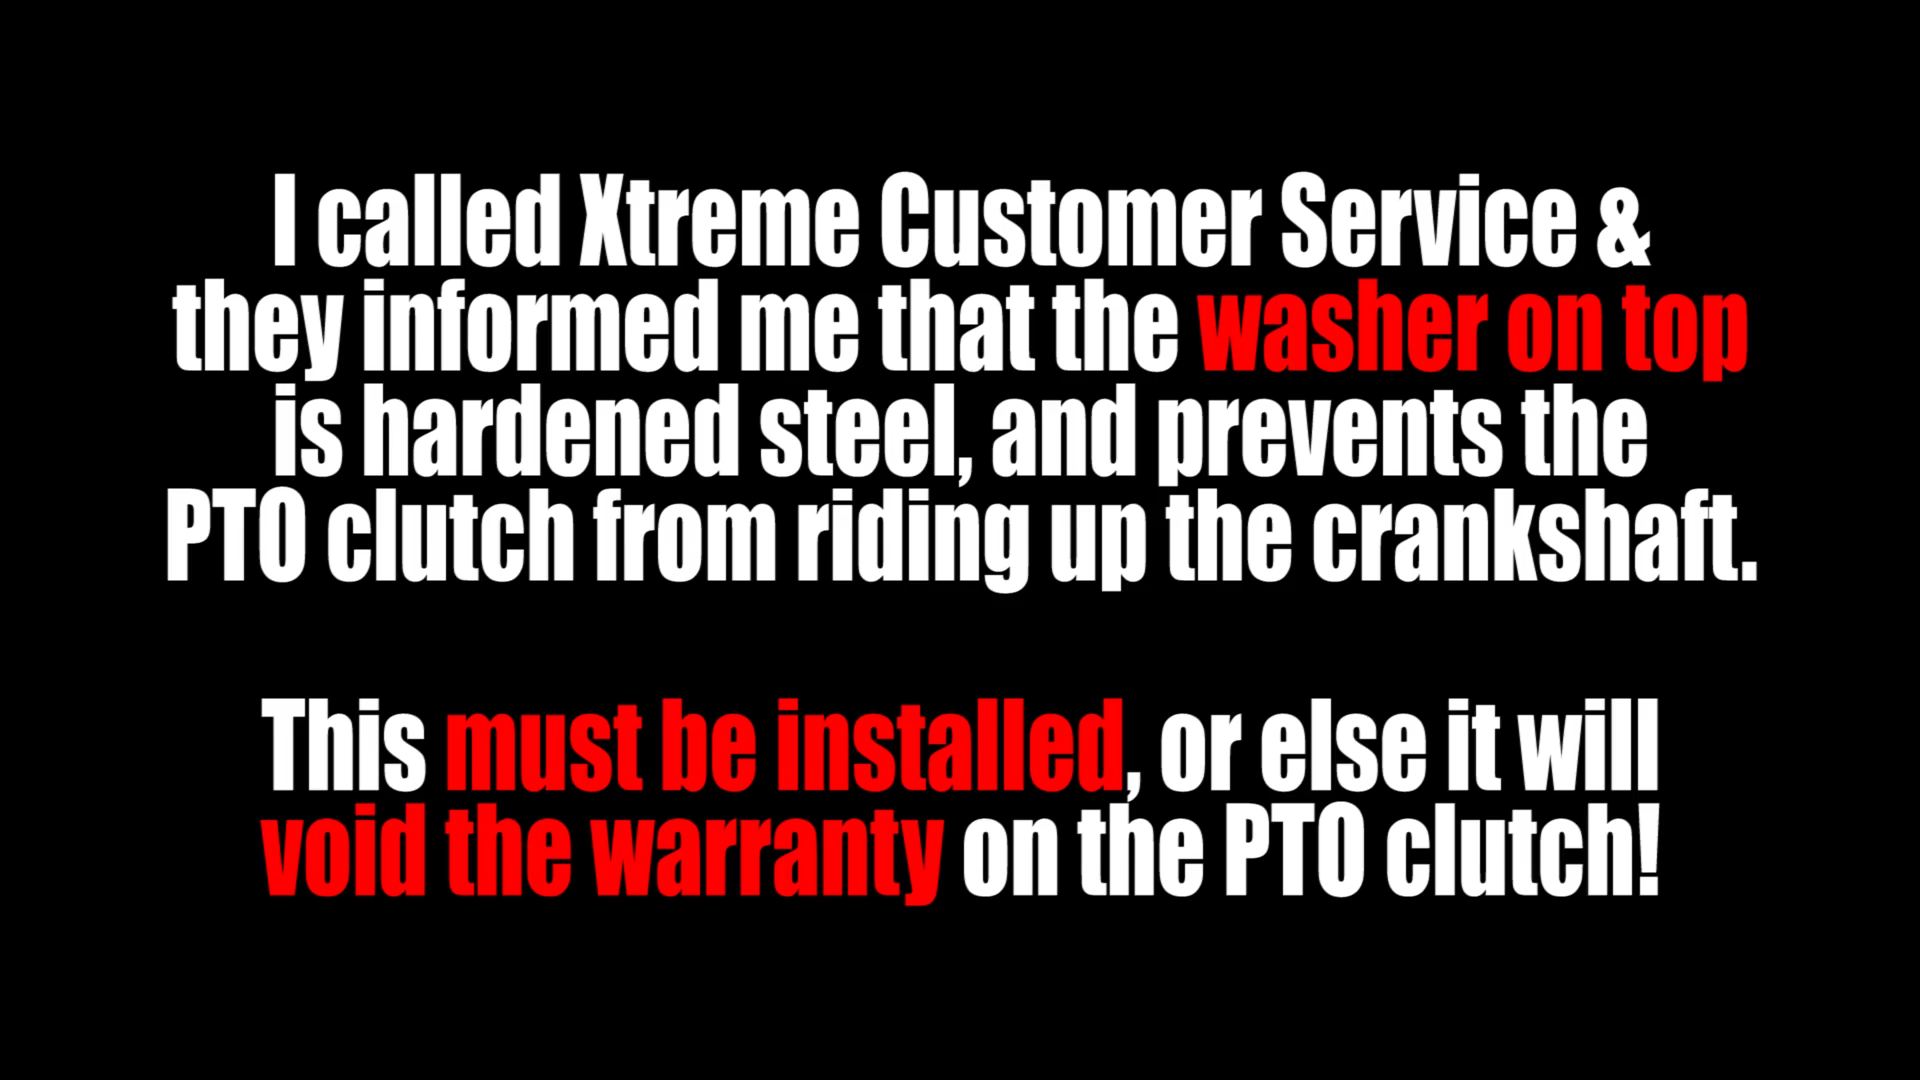 I called Xtreme Customer Service &
they informed me that the washer on top
is hardened steel, and prevents the
PTO clutch from riding up the crankshaft.
This must be installed, or else it will
void the warranty on the PTO clutch!